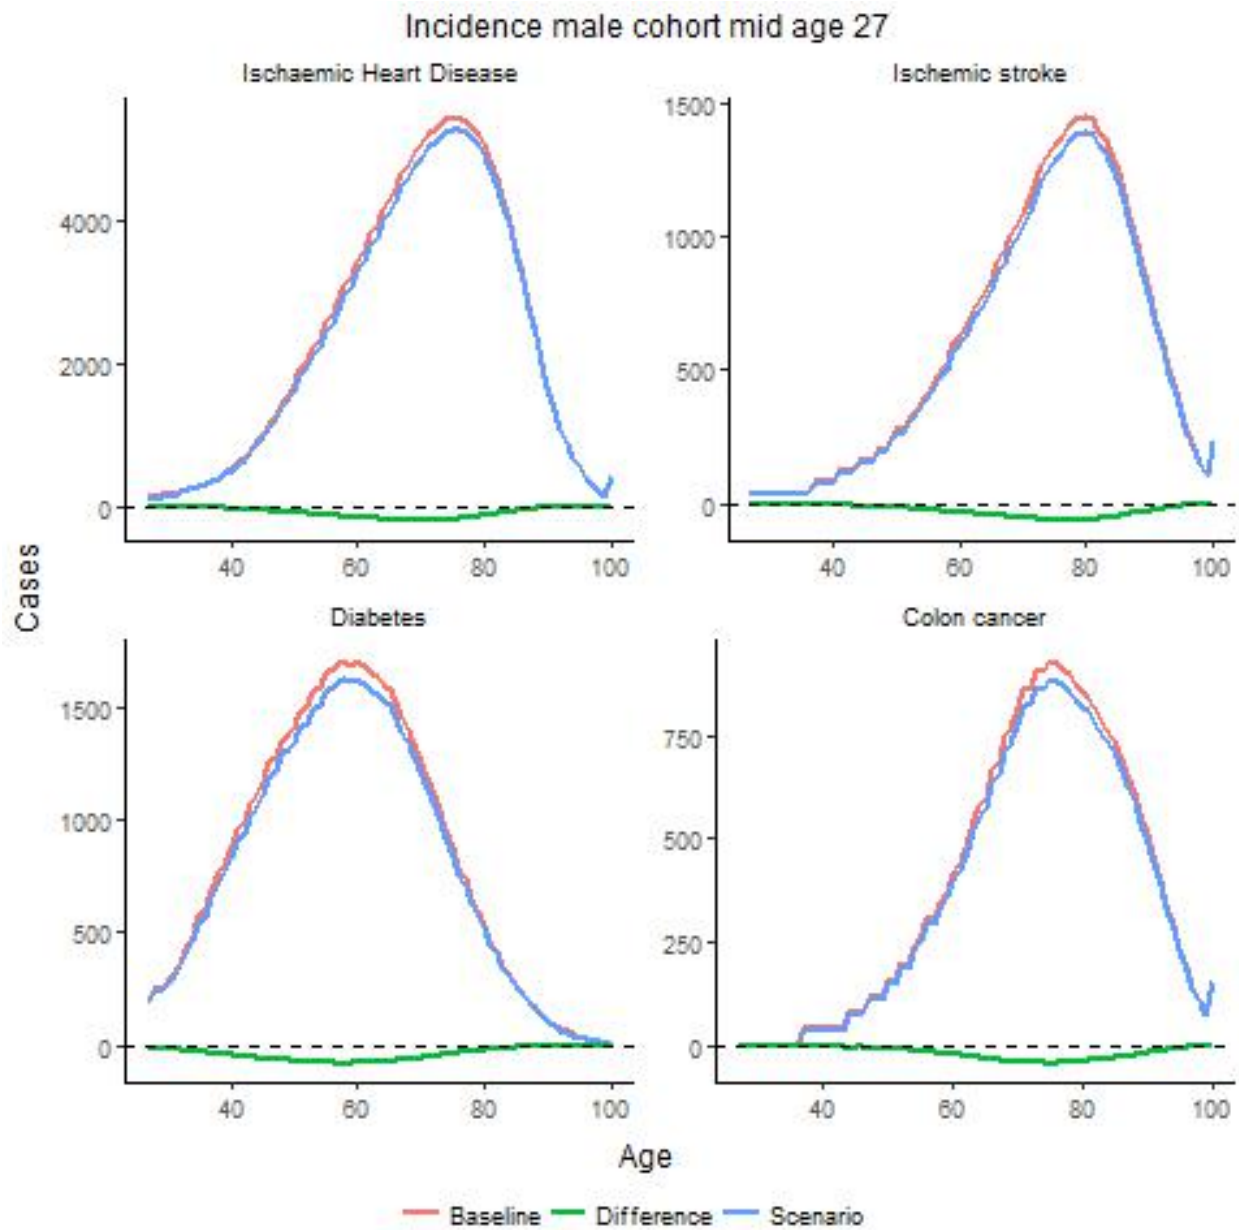 Incidence male cohort mid age 27
Ischaemic Heart Disease
Ischemic stroke
4000
2000
0
40 60 80 100
1500
1000
500
0
40 60 80 100
Cases
Diabetes
Colon cancer
1500
1000
500
0
40 60 80 100
750
500
250
0
40 60 80 100
Age
Baseline Difference Scenario